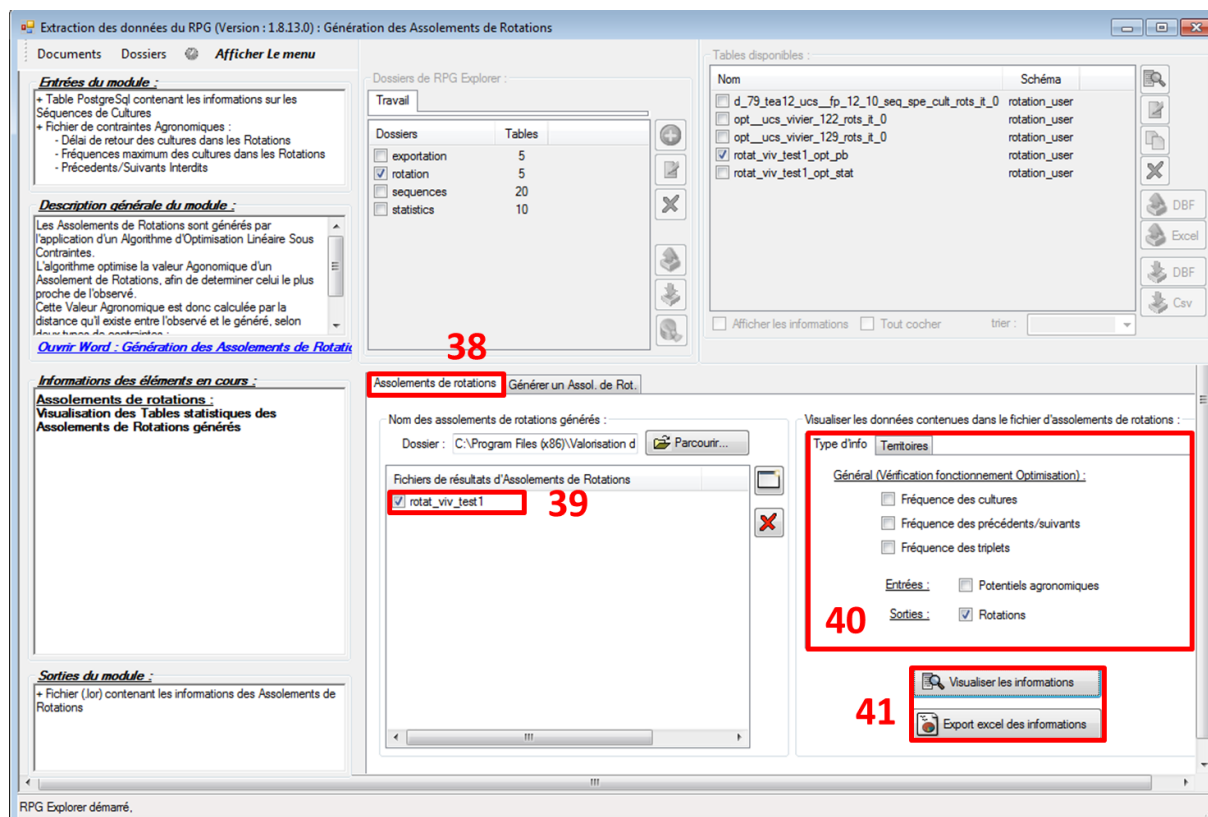 Extraction des données du RPG (Version : 1.8.13.0) : Génération des Assolements de Rotations
Documents Dossiers Afficher Le menu
Entrées du module :
+ Table PostgreSql contenant les informations sur les
Séquences de Cultures
+ Fichier de contraintes Agronomiques :
- Délai de retour des cultures dans les Rotations
- Fréquences maximum des cultures dans les Rotations
- Précedents/Suivants Interdits
Description générale du module :
Les Assolements de Rotations sont générés par
l'application d'un Algorithme d'Optimisation Linéaire Sous
Contraintes.
L'algorithme optimise la valeur Agonomique d'un
Assolement de Rotations, afin de determiner celui le plus
proche de l'observé.
Cette Valeur Agronomique est donc calculée par la
distance qu'il existe entre l'observé et le généré, selon
deux types de contraintes :
Ouvrir Word : Génération des Assolements de Rotatio
Informations des éléments en cours :
Assolements de rotations :
Visualisation des Tables statistiques des
Assolements de Rotations générés
Sorties du module :
+ Fichier (.lor) contenant les informations des Assolements de
Rotations
Dossiers de RPG Explorer :
Travail
Dossiers Tables
exportation 5
rotation 5
sequences 20
statistics 10
Tables disponibles :
Nom Schéma
d_79_tea12_ucs__fp_12_10_seq_spe_cult_rots_it_0 rotation_user
opt__ucs_vivier_122_rots_it_0 rotation_user
opt__ucs_vivier_129_rots_it_0 rotation_user
rotat_viv_test1_opt_pb rotation_user
rotat_viv_test1_opt_stat rotation_user
DBF
Excel
DBF
Csv
Afficher les informations Tout cocher trier :
38
Assolements de rotations Générer un Assol. de Rot.
Nom des assolements de rotations générés :
Dossier : C:\Program Files (x86)\Valorisation d Parcourir...
Fichiers de résultats d'Assolements de Rotations
rotat_viv_test1
39
Visualiser les données contenues dans le fichier d'assolements de rotations :
Type d'info Territoires
Général (Vérification fonctionnement Optimisation) :
Fréquence des cultures
Fréquence des précédents/suivants
Fréquence des triplets
Entrées : Potentiels agronomiques
Sorties : Rotations
40
Visualiser les informations
41
Export excel des informations
RPG Explorer démarré,